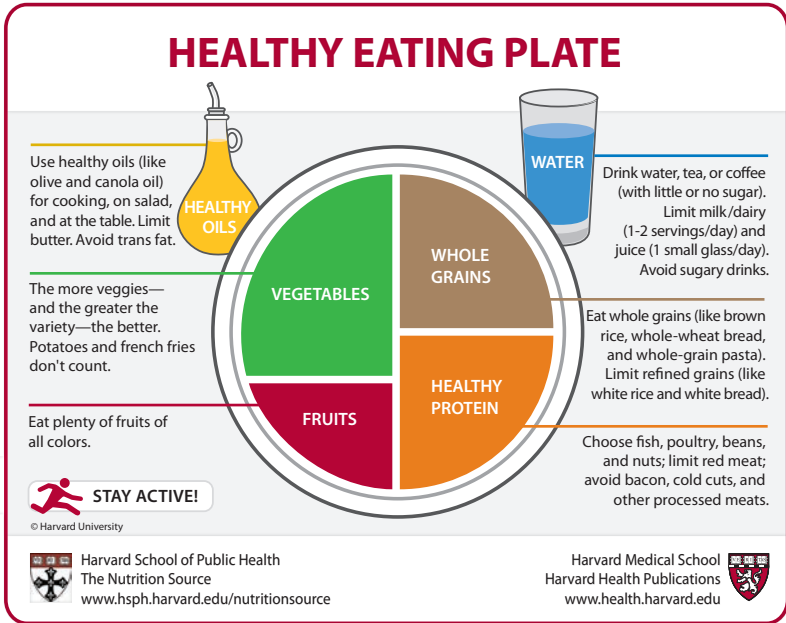 HEALTHY EATING PLATE
Use healthy oils (like
olive and canola oil)
for cooking, on salad,
and at the table. Limit
butter. Avoid trans fat.
HEALTHY
OILS
The more veggies—
and the greater the
variety—the better.
Potatoes and french fries
don't count.
VEGETABLES
Eat plenty of fruits of
all colors.
FRUITS
WATER
Drink water, tea, or coffee
(with little or no sugar).
Limit milk/dairy
(1-2 servings/day) and
juice (1 small glass/day).
Avoid sugary drinks.
WHOLE
GRAINS
Eat whole grains (like brown
rice, whole-wheat bread,
and whole-grain pasta).
Limit refined grains (like
white rice and white bread).
HEALTHY
PROTEIN
Choose fish, poultry, beans,
and nuts; limit red meat;
avoid bacon, cold cuts, and
other processed meats.
STAY ACTIVE!
© Harvard University
Harvard School of Public Health
The Nutrition Source
www.hsph.harvard.edu/nutritionsource
Harvard Medical School
Harvard Health Publications
www.health.harvard.edu